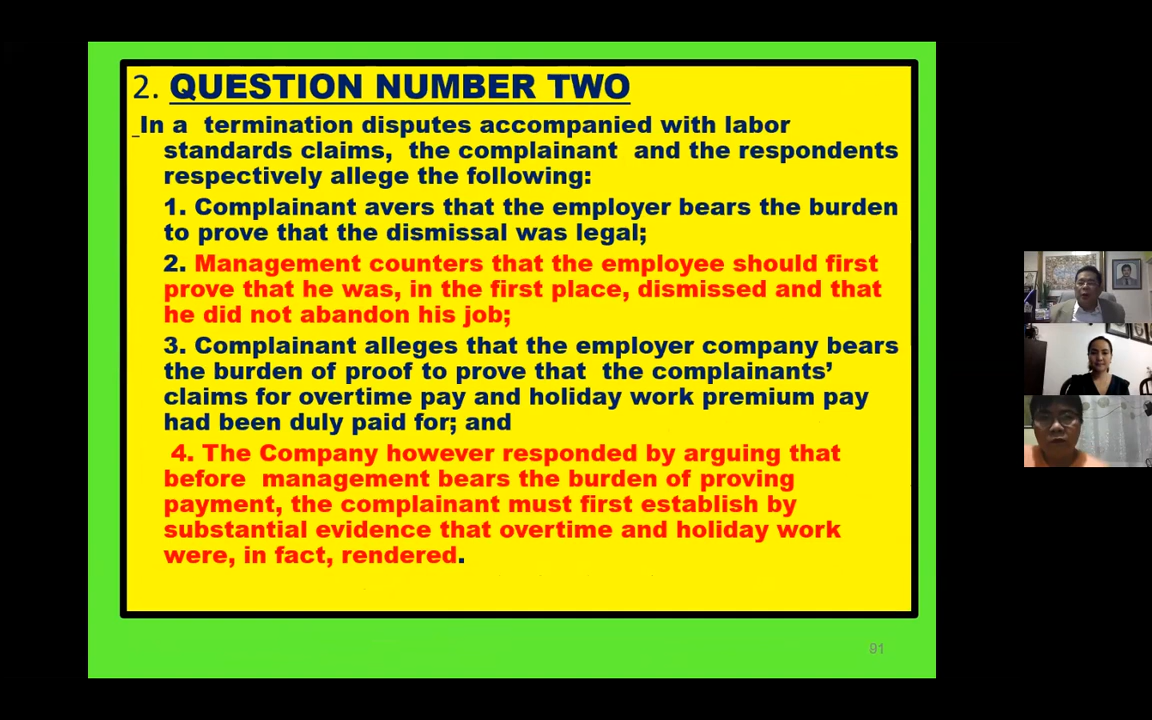 2. QUESTION NUMBER TWO
In a termination disputes accompanied with labor
standards claims, the complainant and the respondents
respectively allege the following:
1. Complainant avers that the employer bears the burden
to prove that the dismissal was legal;
2. Management counters that the employee should first
prove that he was, in the first place, dismissed and that
he did not abandon his job;
3. Complainant alleges that the employer company bears
the burden of proof to prove that the complainants’
claims for overtime pay and holiday work premium pay
had been duly paid for; and
4. The Company however responded by arguing that
before management bears the burden of proving
payment, the complainant must first establish by
substantial evidence that overtime and holiday work
were, in fact, rendered.
91